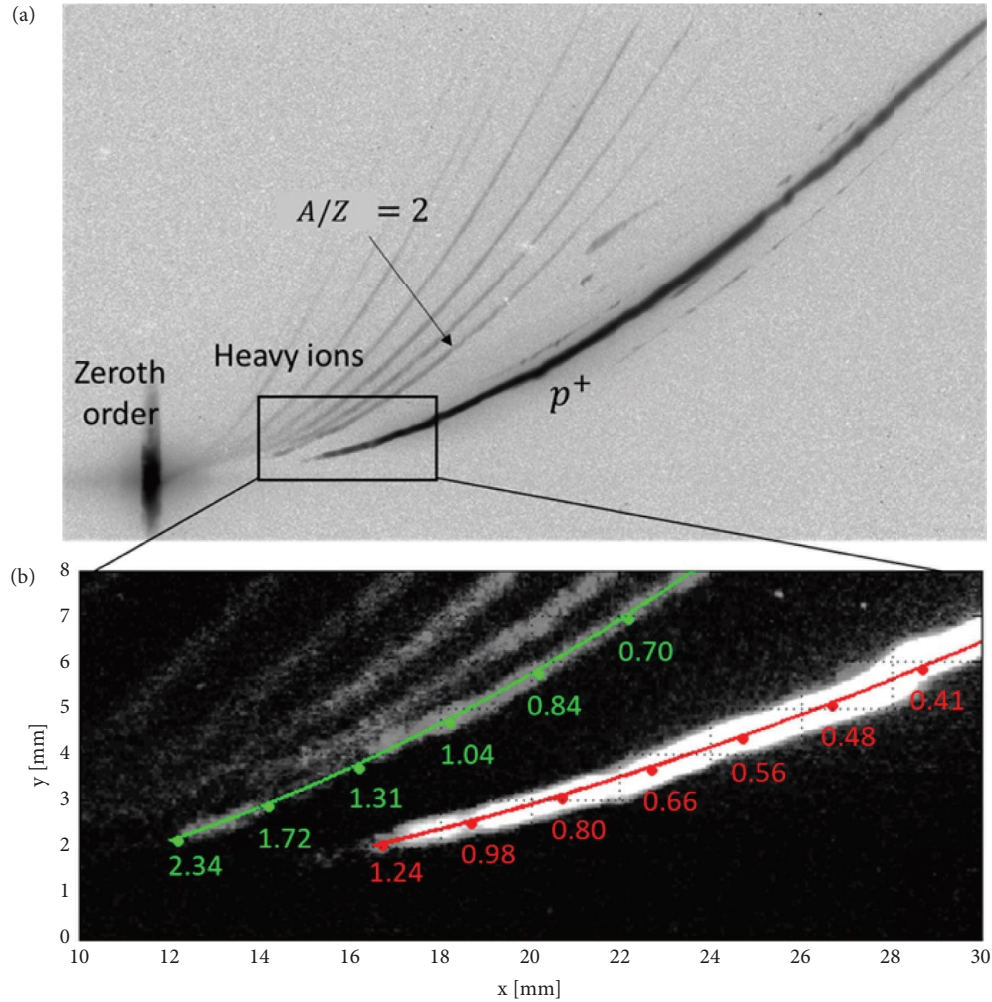 (a)
A/Z = 2
Heavy ions
Zeroth
order
p⁺
(b)
8
7
6
5
4
3
2
1
0
y [mm]
0.70
0.84
1.04
1.31
1.72
2.34
0.41
0.48
0.56
0.66
0.80
0.98
1.24
10 12 14 16 18 20 22 24 26 28 30
x [mm]